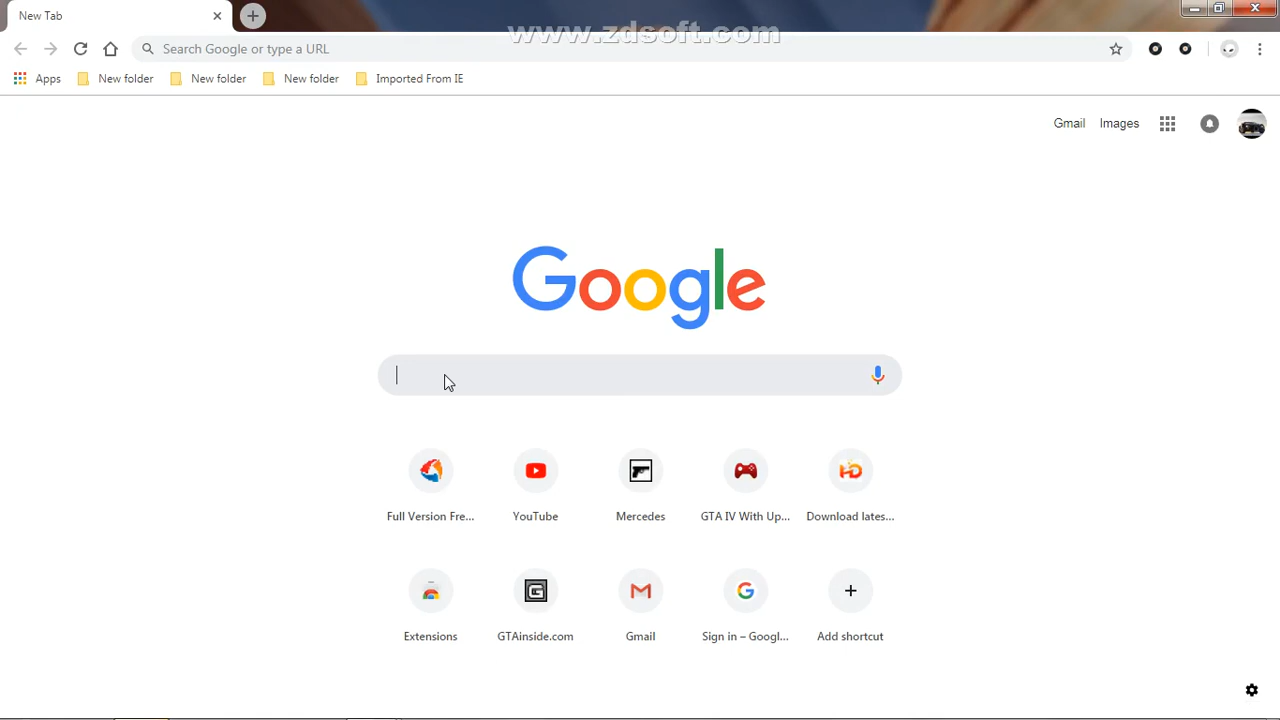 New Tab
www.zdsoft.com
Search Google or type a URL
Apps
New folder
New folder
New folder
Imported From IE
Gmail
Images
Google
Full Version Fre...
YouTube
Mercedes
GTA IV With Up...
Download lates...
Extensions
GTAinside.com
Gmail
Sign in – Googl...
Add shortcut